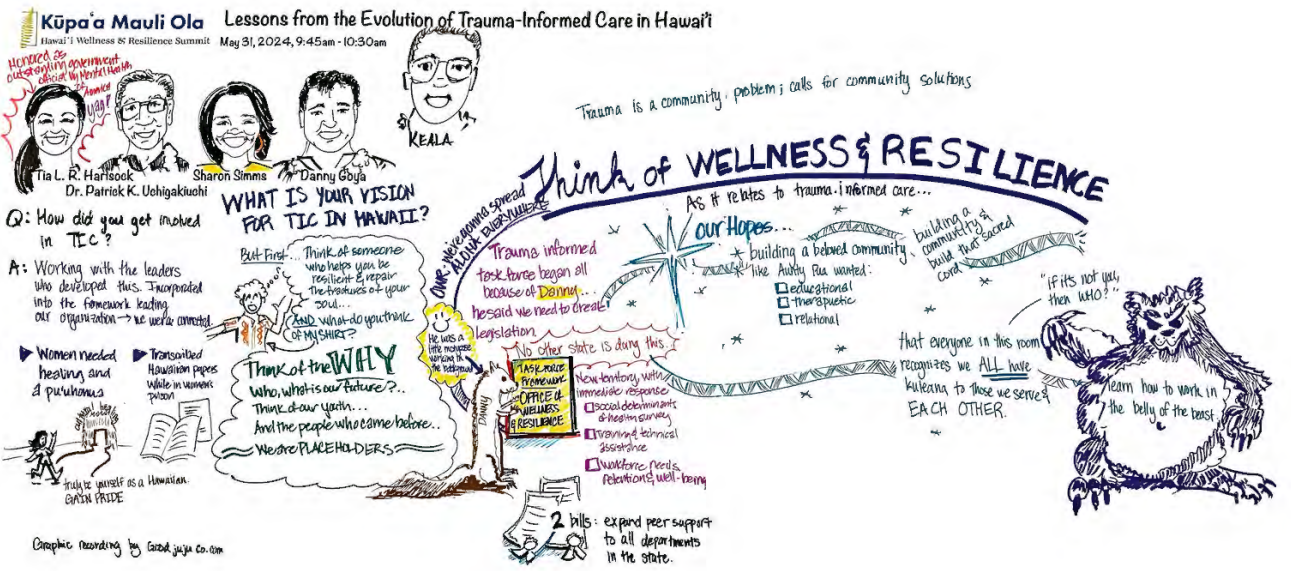 Kūpaʻa Mauli Ola
Hawaiʻi Wellness & Resilience Summit
Lessons from the Evolution of Trauma-Informed Care in Hawaiʻi
May 31, 2024, 9:45am - 10:30am
Honored as
outstanding government
official by Mental Health
of America
yay!
KEALA
Tia L. R. Hartsock
Sharon Simms
Danny Goya
Dr. Patrick K. Uchigakiuchi
Q: How did you get involved
in TIC?
A: Working with the leaders
who developed this. Incorporated
into the framework leading
our organization → we were
Women needed
healing and
a pu'uhonua
Transcribed
Hawaiian papers
while in women's
prison
truly be yourself as a Hawaiian.
GAIN PRIDE
Graphic recording by Goodjujuco.com
WHAT IS YOUR VISION
FOR TIC IN HAWAII?
But First... Think of someone
who helps you be
resilient & repair
the fractures of your
soul...
AND what do you think
of MY SHIRT?
Think of the WHY
Who, what is our future?..
Think of our youth...
And the people who came before..
We are PLACEHOLDERS
we're gonna spread
ALOHA EVERYWHERE
Trauma informed
task force began all
because of Danny...
he said we need to create
legislation
He was a
little mongoose
working in
the background
DANNY
No other state is doing this.
TASK FORCE
Framework
OFFICE of
WELLNESS
& RESILIENCE
New territory with
immediate response
social determinants
of health survey
Training & technical
assistance
workforce needs,
retention & well-being
2 bills: expand peer support
to all departments
in the state.
Trauma is a community problem; calls for community solutions
Think of WELLNESS & RESILIENCE
As it relates to trauma-informed care...
our Hopes...
building a beloved community
like Aunty Pua wanted:
educational
therapuetic
relational
building a
community &
build that sacred
cord
that everyone in this room
recognizes we ALL have
kuleana to those we serve &
EACH OTHER.
"if it's not you,
then WHO?"
learn how to work in
the belly of the beast.